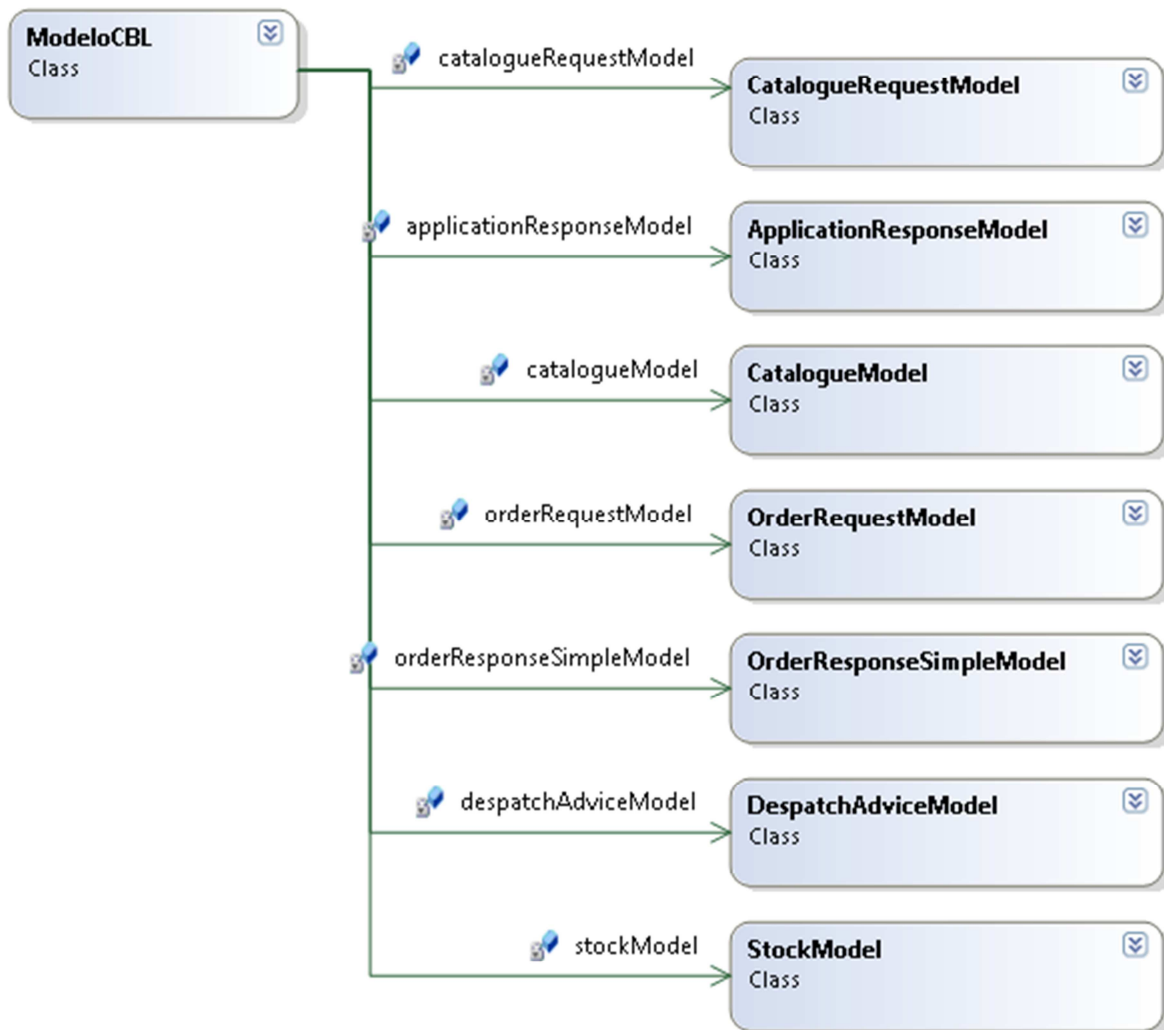 ModeloCBL
Class
catalogueRequestModel
CatalogueRequestModel
Class
applicationResponseModel
ApplicationResponseModel
Class
catalogueModel
CatalogueModel
Class
orderRequestModel
OrderRequestModel
Class
orderResponseSimpleModel
OrderResponseSimpleModel
Class
despatchAdviceModel
DespatchAdviceModel
Class
stockModel
StockModel
Class